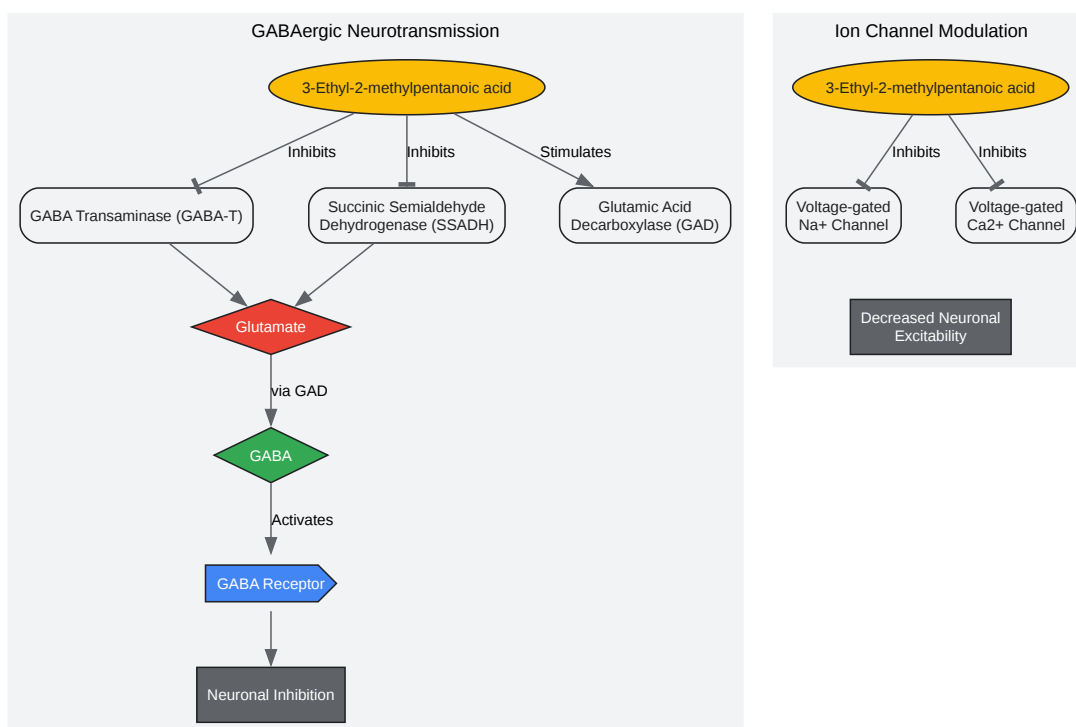 GABAergic Neurotransmission
3-Ethyl-2-methylpentanoic acid
Inhibits
Inhibits
Stimulates
GABA Transaminase (GABA-T)
Succinic Semialdehyde
Dehydrogenase (SSADH)
Glutamic Acid
Decarboxylase (GAD)
Glutamate
via GAD
GABA
Activates
GABA Receptor
Neuronal Inhibition
Ion Channel Modulation
3-Ethyl-2-methylpentanoic acid
Inhibits
Inhibits
Voltage-gated
Na+ Channel
Voltage-gated
Ca2+ Channel
Decreased Neuronal
Excitability